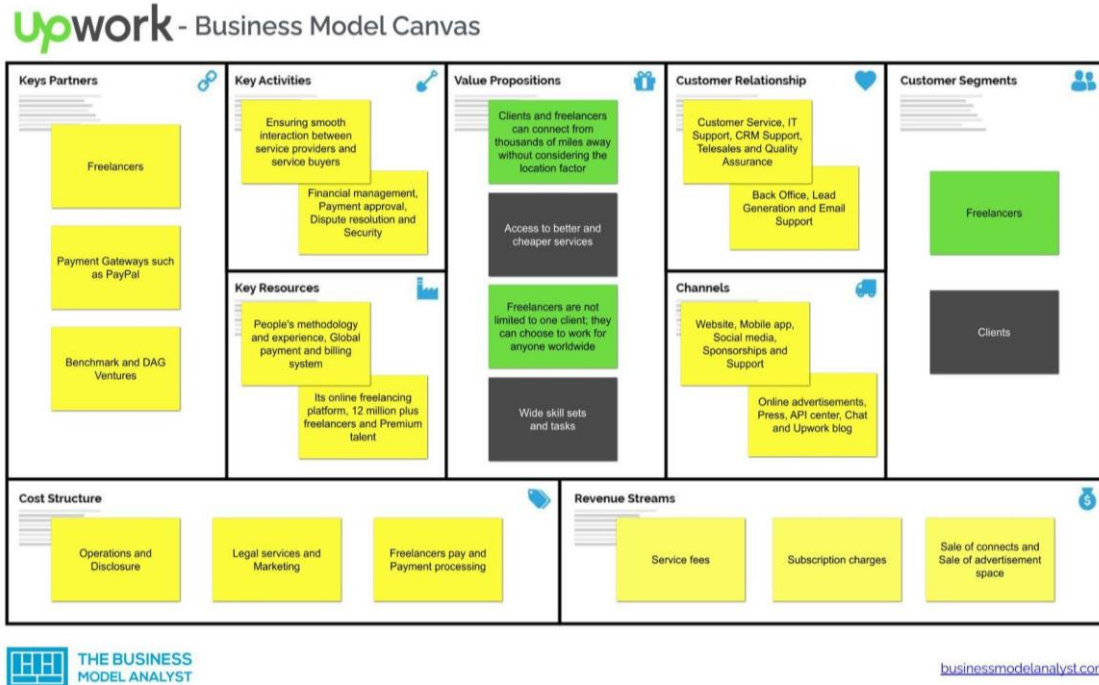 upwork - Business Model Canvas
Keys Partners
Freelancers
Payment Gateways such
as PayPal
Benchmark and DAG
Ventures
Key Activities
Ensuring smooth
interaction between
service providers and
service buyers
Financial management,
Payment approval,
Dispute resolution and
Security
Key Resources
People's methodology
and experience, Global
payment and billing
system
Its online freelancing
platform, 12 million plus
freelancers and Premium
talent
Value Propositions
Clients and freelancers
can connect from
thousands of miles away
without considering the
location factor
Access to better and
cheaper services
Freelancers are not
limited to one client; they
can choose to work for
anyone worldwide
Wide skill sets
and tasks
Customer Relationship
Customer Service, IT
Support, CRM Support,
Telesales and Quality
Assurance
Back Office, Lead
Generation and Email
Support
Channels
Website, Mobile app,
Social media,
Sponsorships and
Support
Online advertisements,
Press, API center, Chat
and Upwork blog
Customer Segments
Freelancers
Clients
Cost Structure
Operations and
Disclosure
Legal services and
Marketing
Freelancers pay and
Payment processing
Revenue Streams
Service fees
Subscription charges
Sale of connects and
Sale of advertisement
space
$
THE BUSINESS
MODEL ANALYST
businessmodelanalyst.com